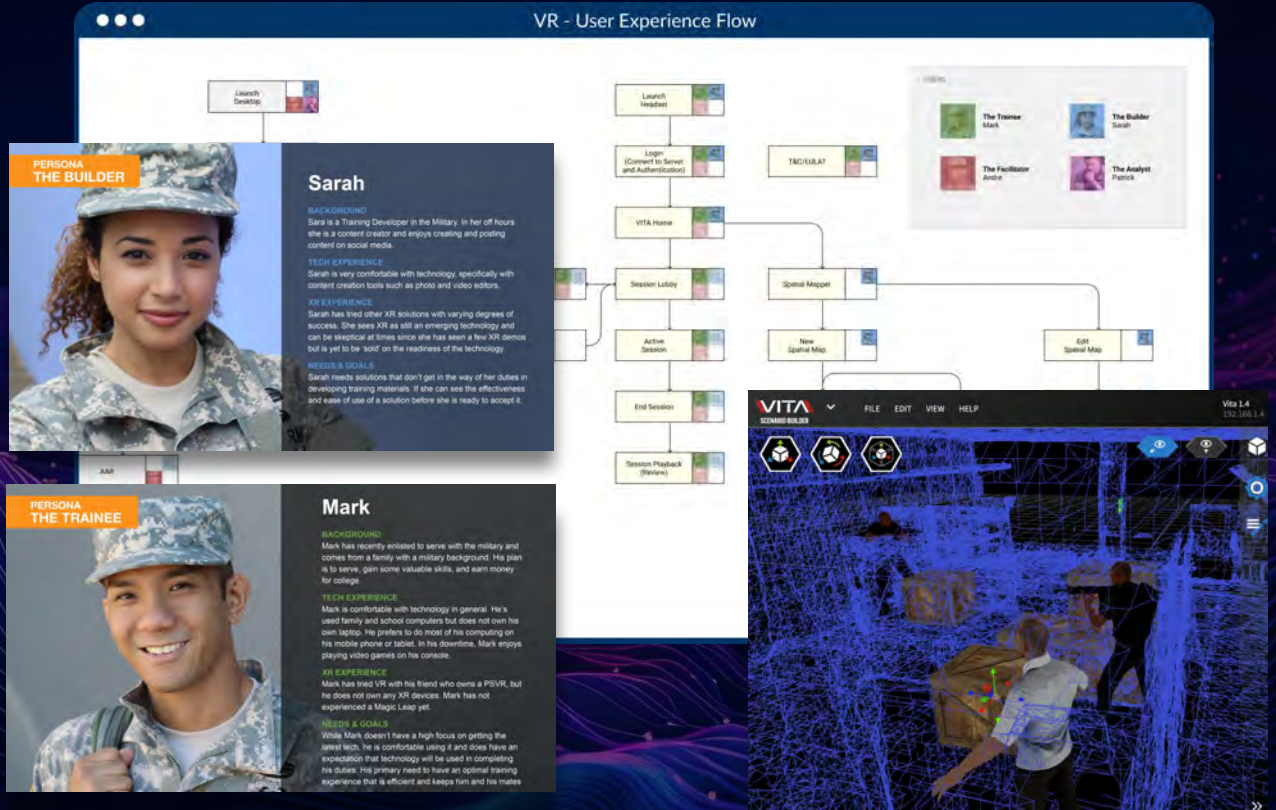 VR - User Experience Flow
Launch
Desktop
Launch
Headset
Login
(Connect to Server
and Authentication)
T&C/EULA?
VITA Home
Session Lobby
Spatial Mapper
Active
Session
New
Spatial Map
Edit
Spatial Map
End Session
Session Playback
(Review)
AAR
USERS
The Trainee
Mark
The Builder
Sarah
The Facilitator
Andre
The Analyst
Patrick
PERSONA
THE BUILDER
Sarah
BACKGROUND
Sara is a Training Developer in the Military. In her off hours
she is a content creator and enjoys creating and posting
content on social media.
TECH EXPERIENCE
Sarah is very comfortable with technology, specifically with
content creation tools such as photo and video editors.
XR EXPERIENCE
Sarah has tried other XR solutions with varying degrees of
success. She sees XR as still an emerging technology and
can be skeptical at times since she has seen a few XR demos
but is yet to be 'sold' on the readiness of the technology.
NEEDS & GOALS
Sarah needs solutions that don't get in the way of her duties in
developing training materials. If she can see the effectiveness
and ease of use of a solution before she is ready to accept it.
PERSONA
THE TRAINEE
Mark
BACKGROUND
Mark has recently enlisted to serve with the military and
comes from a family with a military background. His plan
is to serve, gain some valuable skills, and earn money
for college.
TECH EXPERIENCE
Mark is comfortable with technology in general. He's
used family and school computers but does not own his
own laptop. He prefers to do most of his computing on
his mobile phone or tablet. In his downtime, Mark enjoys
playing video games on his console.
XR EXPERIENCE
Mark has tried VR with his friend who owns a PSVR, but
he does not own any XR devices. Mark has not
experienced a Magic Leap yet.
NEEDS & GOALS
While Mark doesn't have a high focus on getting the
latest tech, he is comfortable using it and does have an
expectation that technology will be used in completing
his duties. His primary need to have an optimal training
experience that is efficient and keeps him and his mates
VITA
SCENARIO BUILDER
FILE EDIT VIEW HELP
Vita 1.4
192.168.1.4